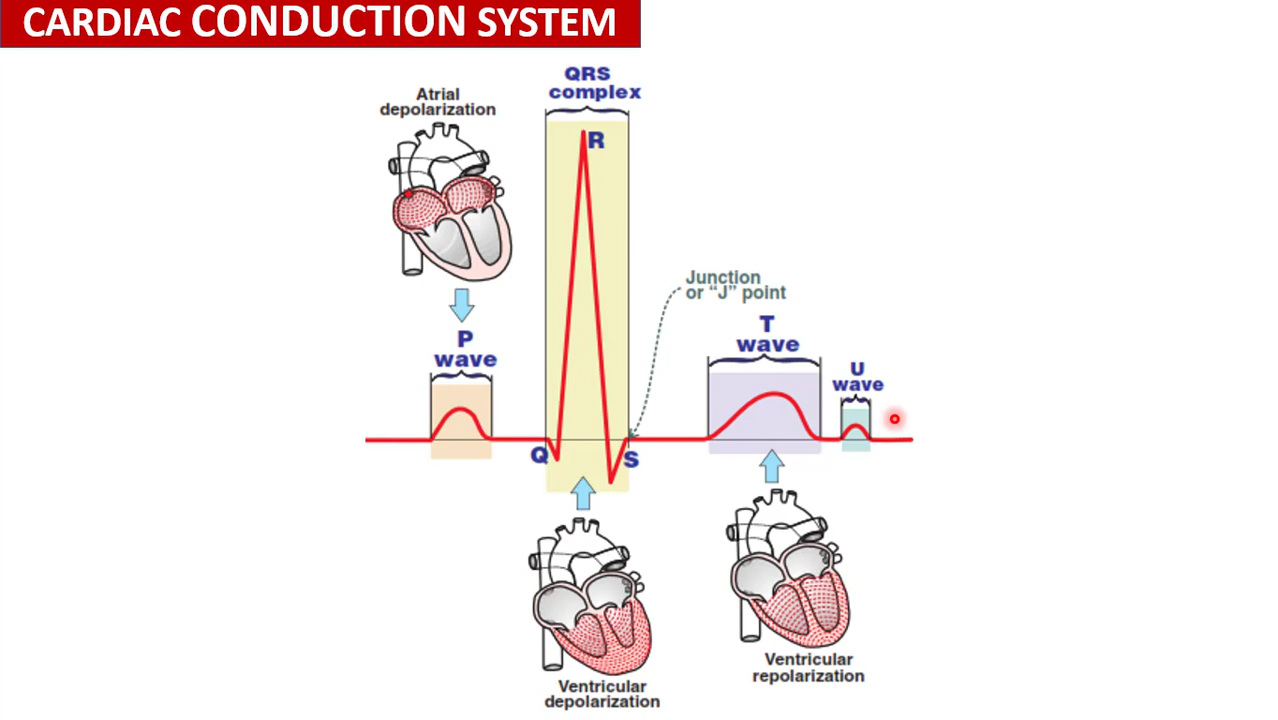 CARDIAC CONDUCTION SYSTEM
QRS
complex
Atrial
depolarization
R
Junction
or “J” point
P
wave
T
wave
U
wave
Q
S
Ventricular
depolarization
Ventricular
repolarization